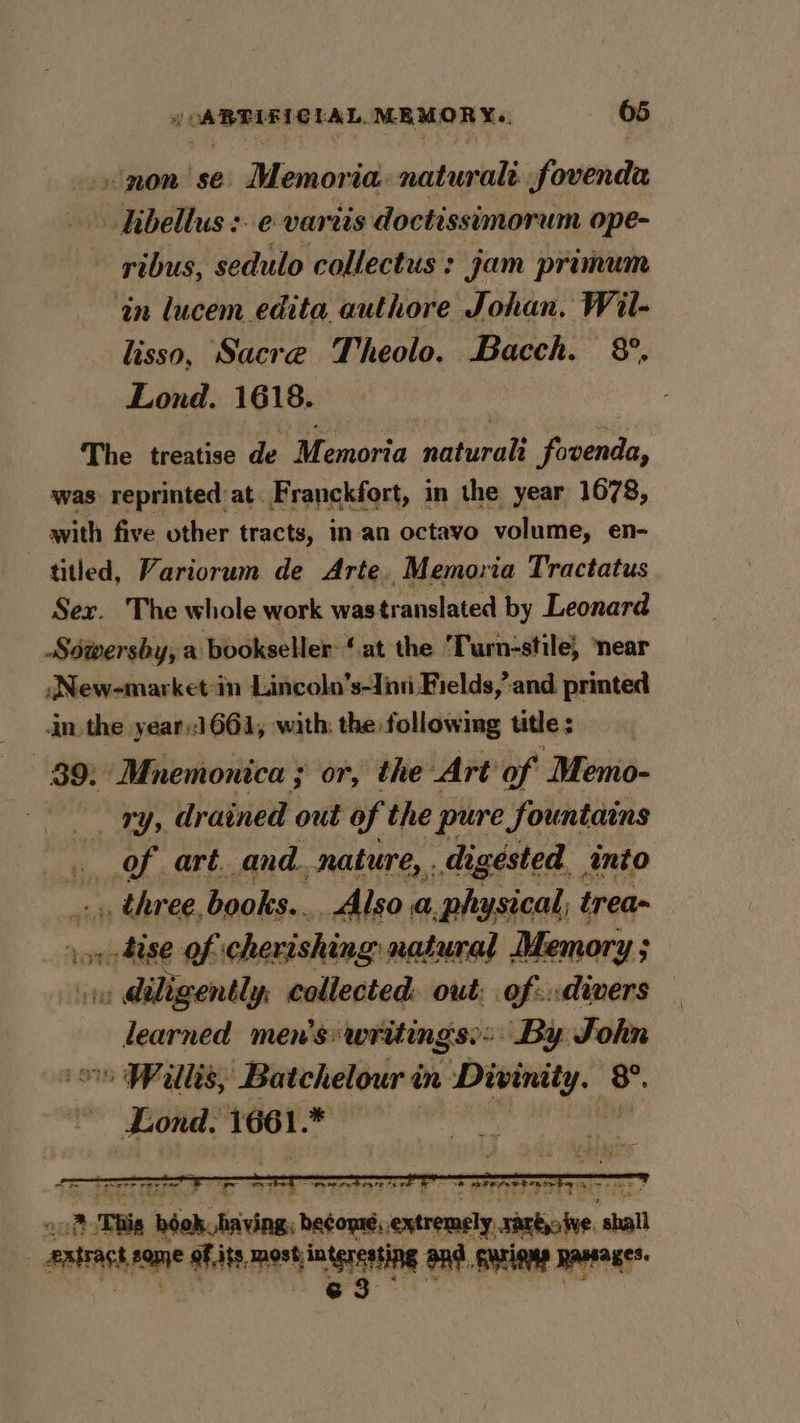 ARTIFICIAL MEMORY. 65
non se Memoria naturali fovenda
libellus: e variis doctissimorum ope-
ribus, sedulo collectus: jam primum
in lucem edita authore Johan. Wil-
lisso, Sacræ Theolo. Bacch. 8°.
Lond. 1618.
The treatise de Memoria naturali fovenda,
was reprinted at Franckfort, in the year 1678,
with five other tracts, in an octavo volume, en-
titled, Variorum de Arte Memoria Tractatus
Sex. The whole work was translated by Leonard
Sowersby, a bookseller ‘at the Turn-stile, near
New-market in Lincoln's-Inn Fields,’ and printed
in the year 1661, with the following title:
39. Mnemonica; or, the Art of Memo-
ry, drained out of the pure fountains
of art and nature, digested into
three books. Also a physical trea-
tise of cherishing natural Memory;
diligently collected out of divers
learned men's writings. By John
Willis, Batchelour in Divinity. 8°.
Lond. 1661.*
* This book having become extremely rare, we shall
extract some of its most interesting and curious passages.
G 3